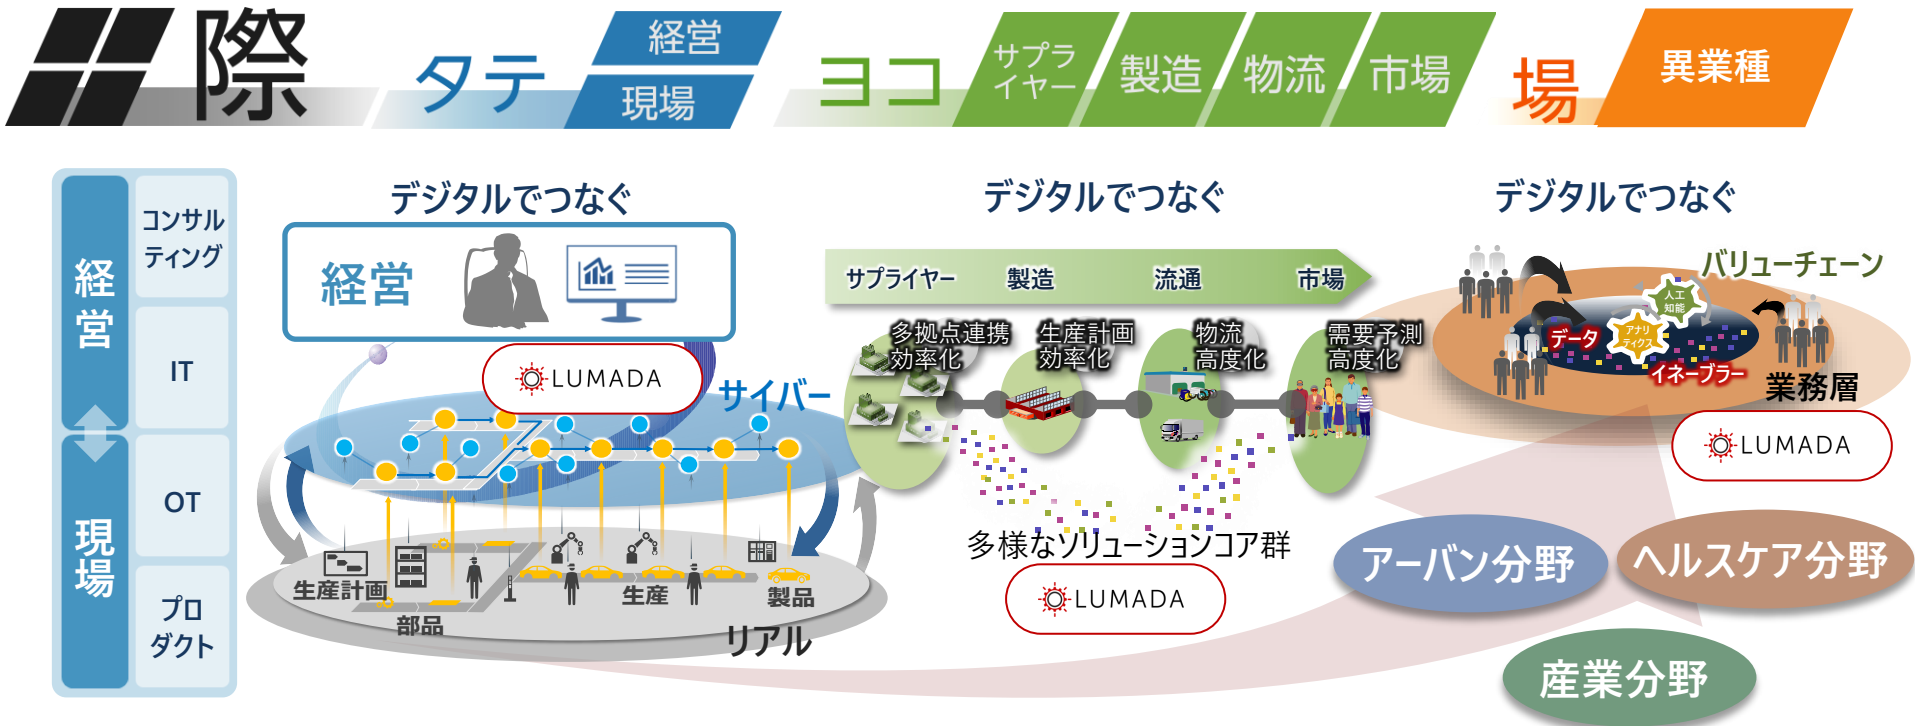 際
タテ
経営
現場
ヨコ
サプラ
イヤー
製造
物流
市場
場
異業種
経営
現場
コンサル
ティング
IT
OT
プロ
ダクト
デジタルでつなぐ
経営
LUMADA
サイバー
生産計画
部品
生産
製品
リアル
デジタルでつなぐ
サプライヤー
製造
流通
市場
多拠点連携
効率化
生産計画
効率化
物流
高度化
需要予測
高度化
多様なソリューションコア群
LUMADA
デジタルでつなぐ
バリューチェーン
人工
知能
アナリ
ティクス
データ
イネーブラー
業務層
LUMADA
アーバン分野
ヘルスケア分野
産業分野